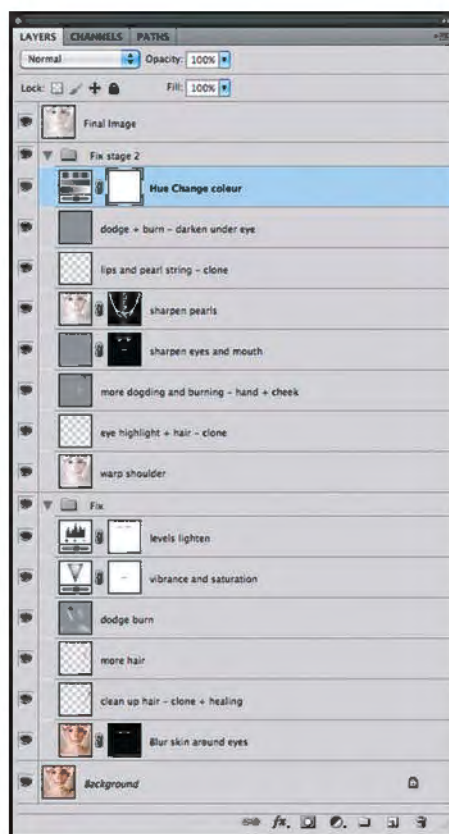 LAYERS CHANNELS PATHS
Normal Opacity: 100%
Lock: Fill: 100%
Final Image
Fix stage 2
Hue Change colour
dodge + burn - darken under eye
lips and pearl string - clone
sharpen pearls
sharpen eyes and mouth
more dogding and burning - hand + cheek
eye highlight + hair - clone
warp shoulder
Fix
levels lighten
vibrance and saturation
dodge burn
more hair
clean up hair - clone + healing
Blur skin around eyes
Background
fx.